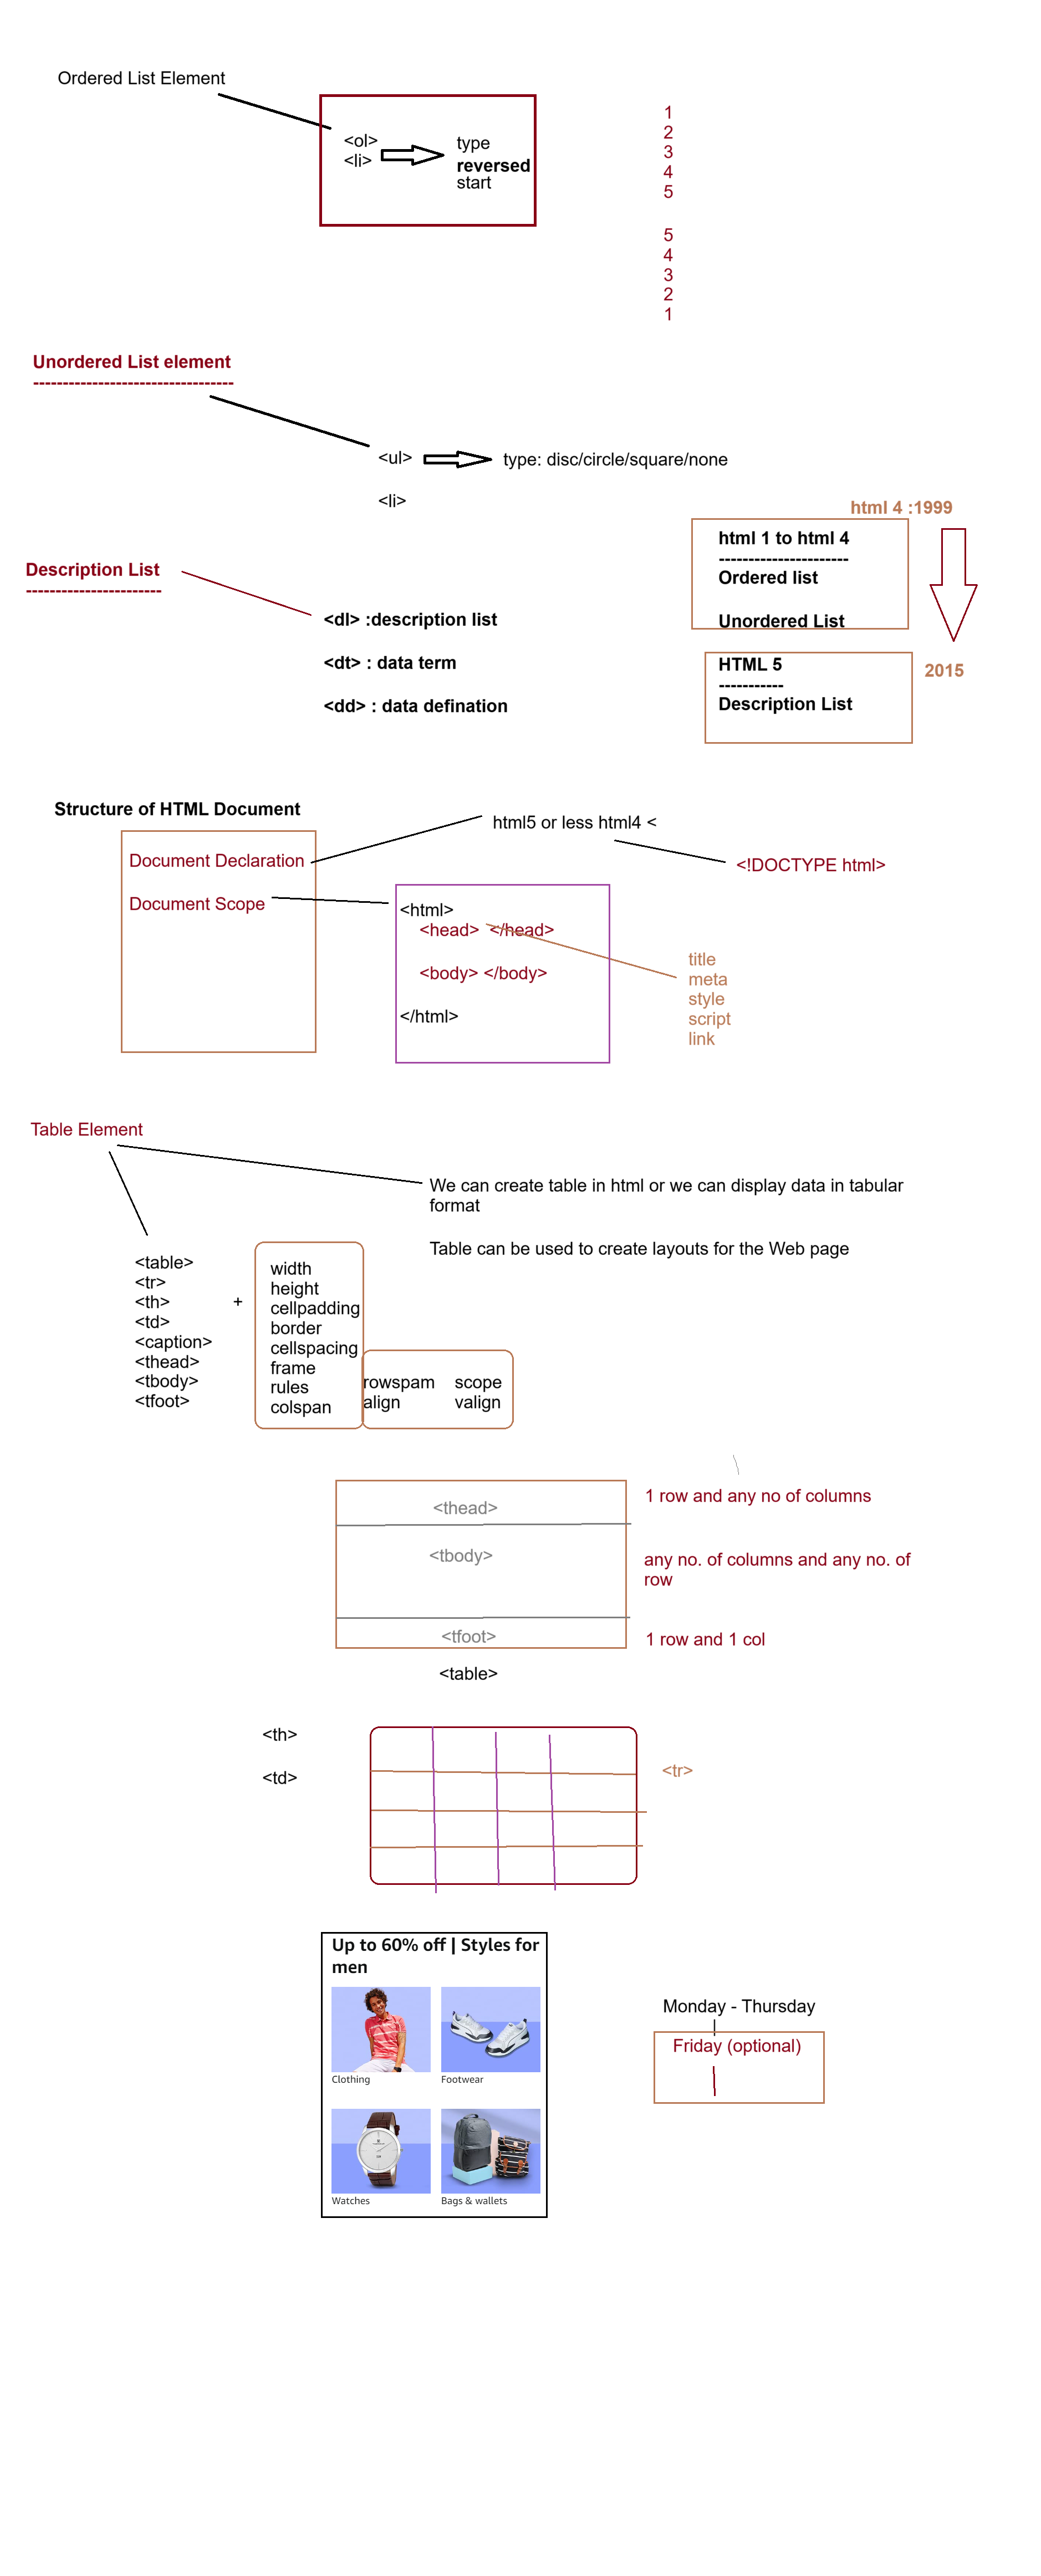 Ordered List Element
<ol>
<li>
type
reversed
start
1
2
3
4
5
5
4
3
2
1
Unordered List element
----------------------------------
<ul>
type: disc/circle/square/none
<li>
html 4 :1999
html 1 to html 4
----------------------
Ordered list
Unordered List
Description List
-----------------------
<dl> :description list
<dt> : data term
<dd> : data defination
HTML 5
-----------
Description List
2015
Structure of HTML Document
Document Declaration
html5 or less html4 <
<!DOCTYPE html>
Document Scope
<html>
<head> </head>
<body> </body>
</html>
title
meta
style
script
link
Table Element
We can create table in html or we can display data in tabular
format
Table can be used to create layouts for the Web page
<table>
<tr>
<th>
<td>
<caption>
<thead>
<tbody>
<tfoot>
+
width
height
cellpadding
border
cellspacing
frame
rules
colspan
rowspam scope
align valign
<thead>
1 row and any no of columns
<tbody>
any no. of columns and any no. of
row
<tfoot>
1 row and 1 col
<table>
<th>
<td>
<tr>
Up to 60% off | Styles for
men
Clothing Footwear
Watches Bags & wallets
Monday - Thursday
Friday (optional)